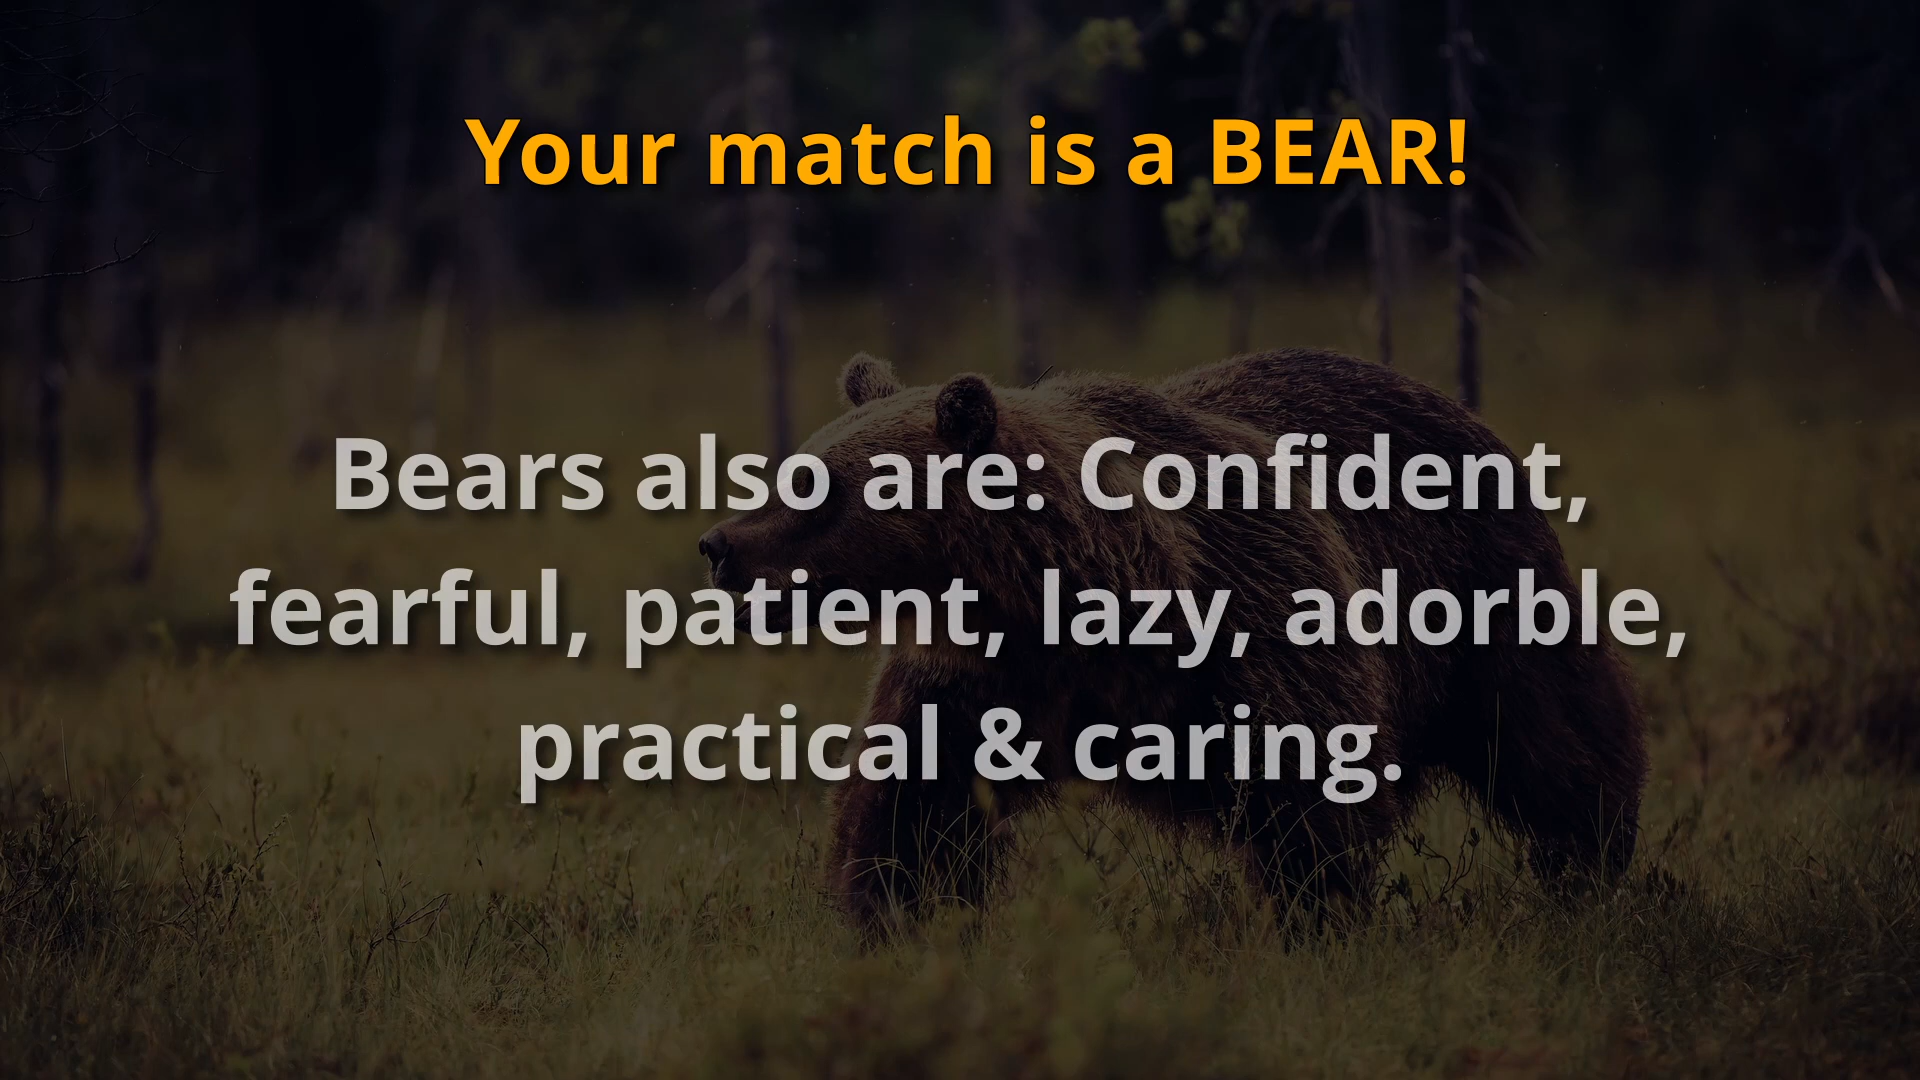 Your match is a BEAR!
Bears also are: Confident,
fearful, patient, lazy, adorble,
practical & caring.